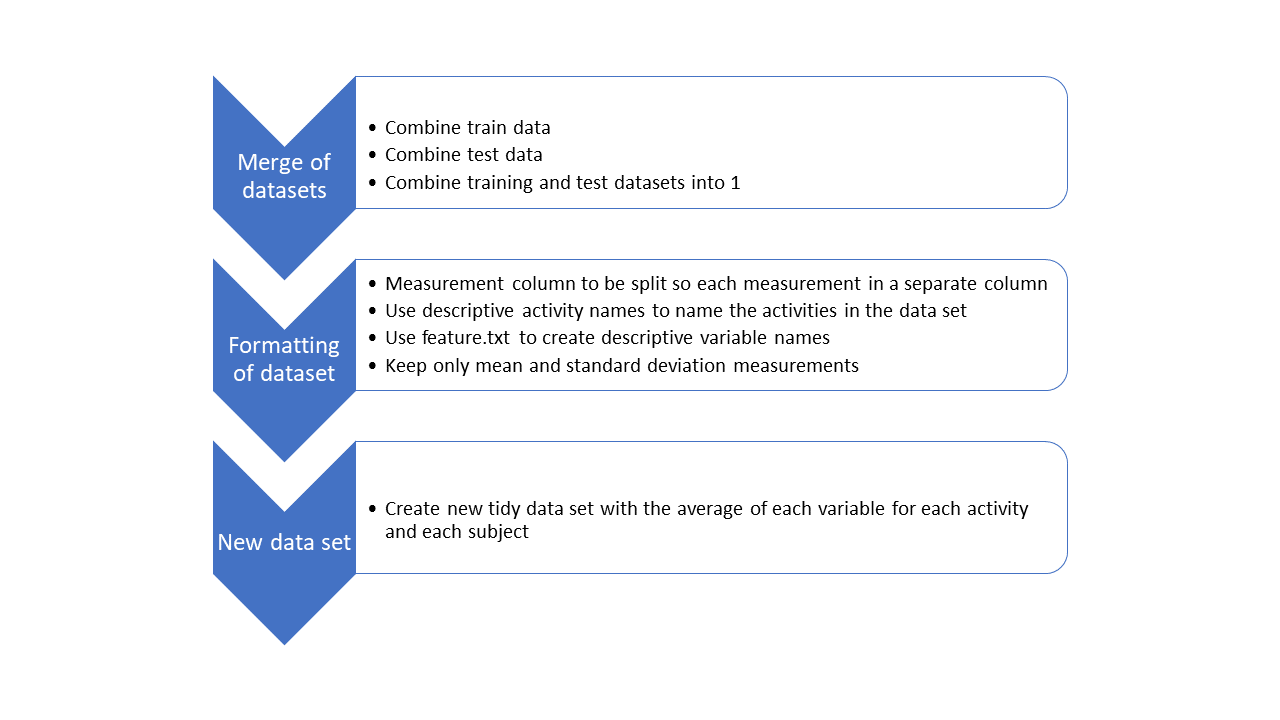 Merge of
datasets
• Combine train data
• Combine test data
• Combine training and test datasets into 1
Formatting
of dataset
• Measurement column to be split so each measurement in a separate column
• Use descriptive activity names to name the activities in the data set
• Use feature.txt to create descriptive variable names
• Keep only mean and standard deviation measurements
New data set
• Create new tidy data set with the average of each variable for each activity
and each subject